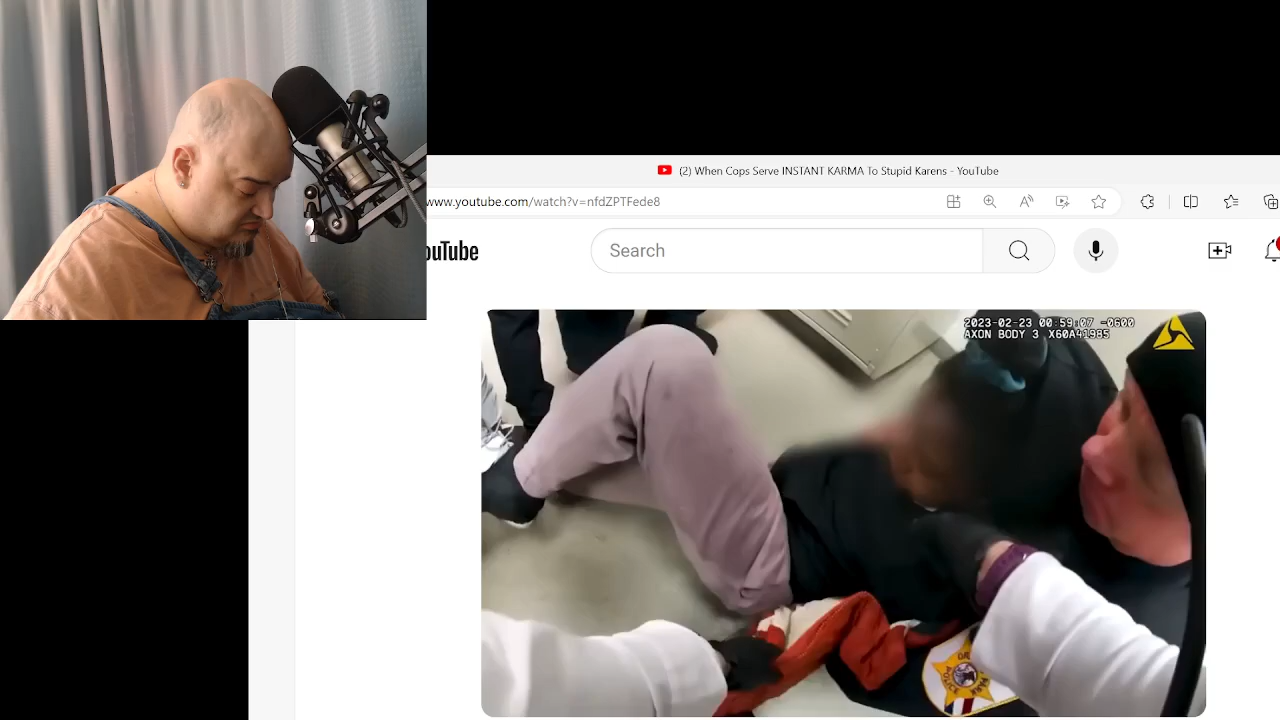 (2) When Cops Serve INSTANT KARMA To Stupid Karens - YouTube
www.youtube.com/watch?v=nfdZPTFede8
ouTube
Search
2023-02-23 00:59:07 -0600
AXON BODY 3 X60A41985